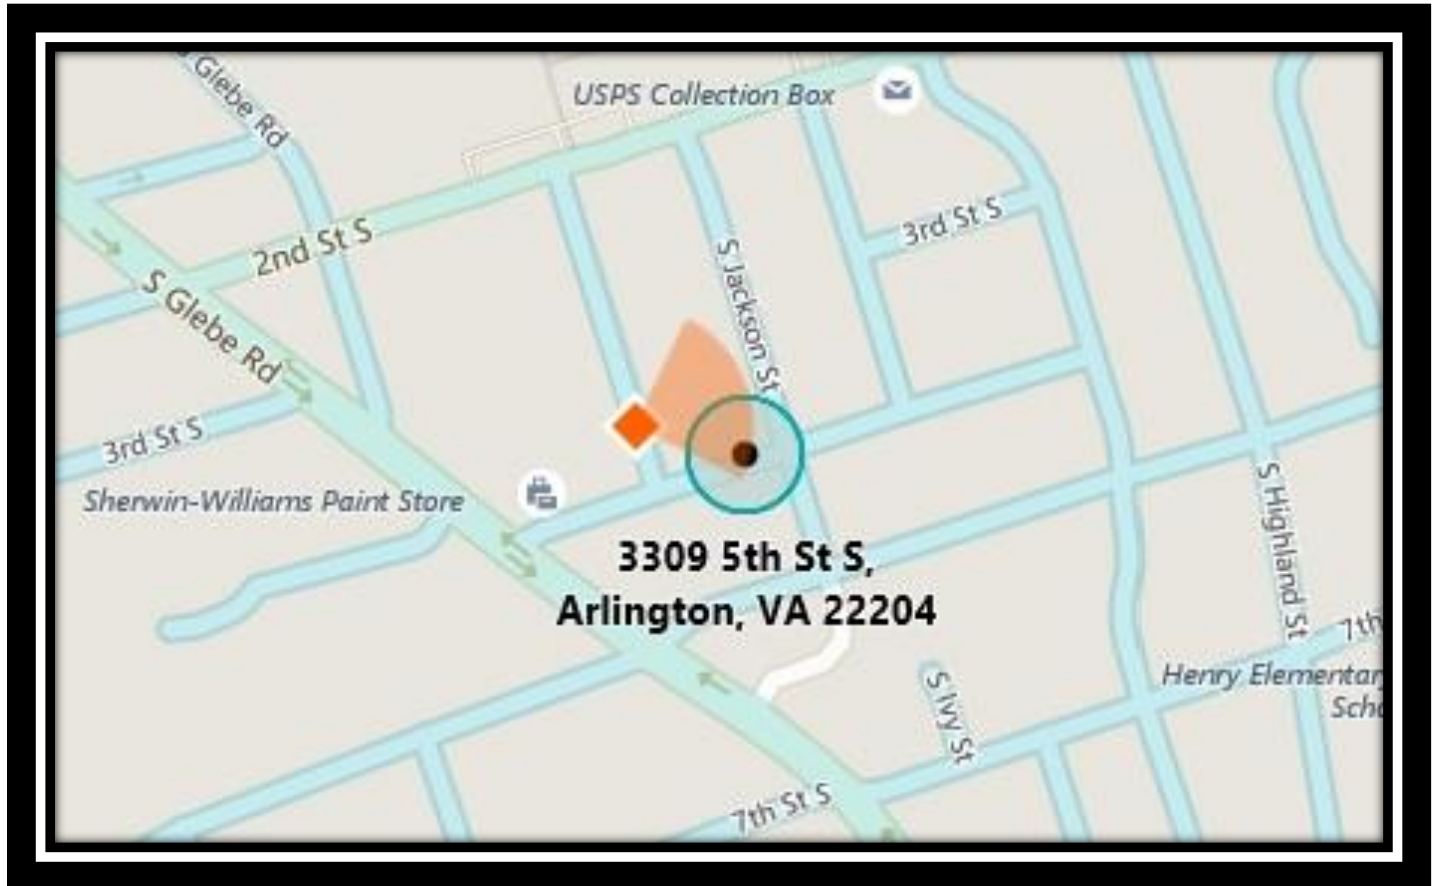 S Glebe Rd
USPS Collection Box
3rd St S
2nd St S
S Jackson St
S Glebe Rd
3rd St S
Sherwin-Williams Paint Store
S Highland St
3309 5th St S,
Arlington, VA 22204
7th
Henry Elementar
Scho
S Ivy St
7th St S